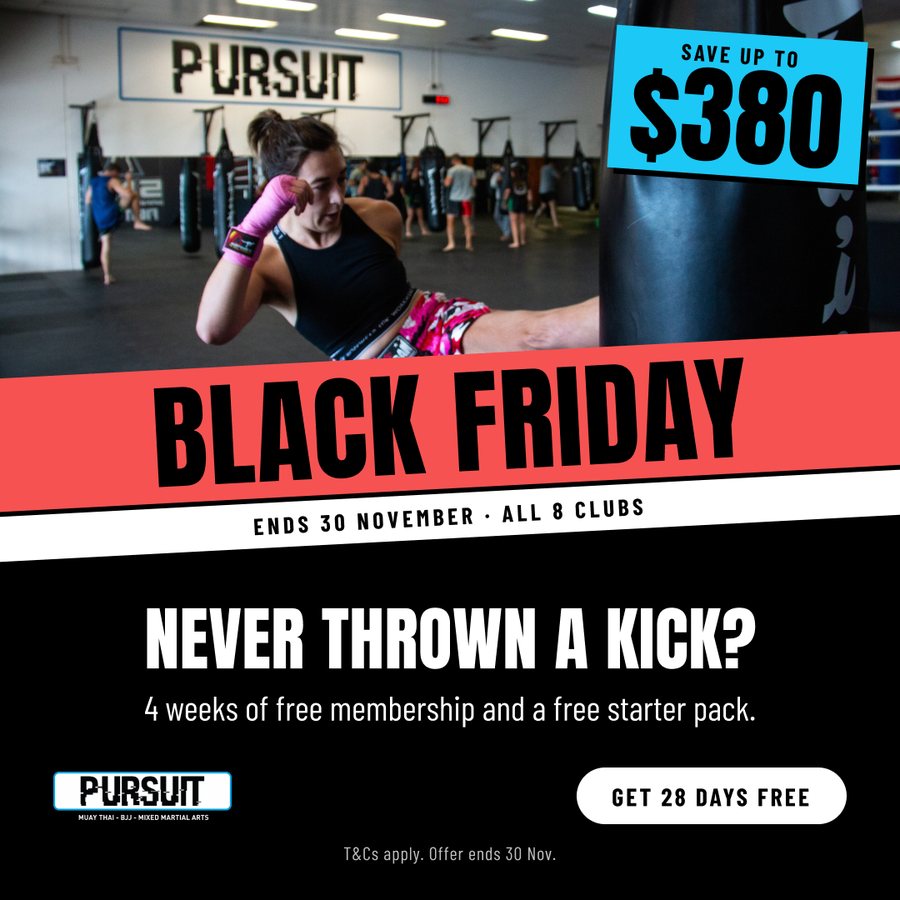 PURSUIT
SAVE UP TO
$380
BLACK FRIDAY
ENDS 30 NOVEMBER · ALL 8 CLUBS
NEVER THROWN A KICK?
4 weeks of free membership and a free starter pack.
PURSUIT
MUAY THAI - BJJ - MIXED MARTIAL ARTS
GET 28 DAYS FREE
T&Cs apply. Offer ends 30 Nov.